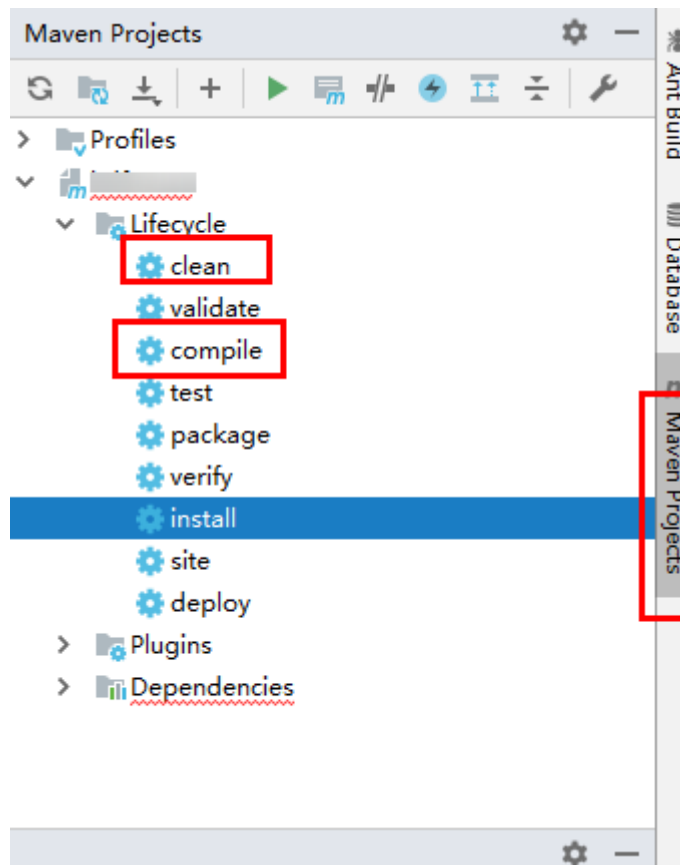 Maven Projects
Profiles
Lifecycle
clean
validate
compile
test
package
verify
install
site
deploy
Plugins
Dependencies
Ant Build
Database
Maven Projects